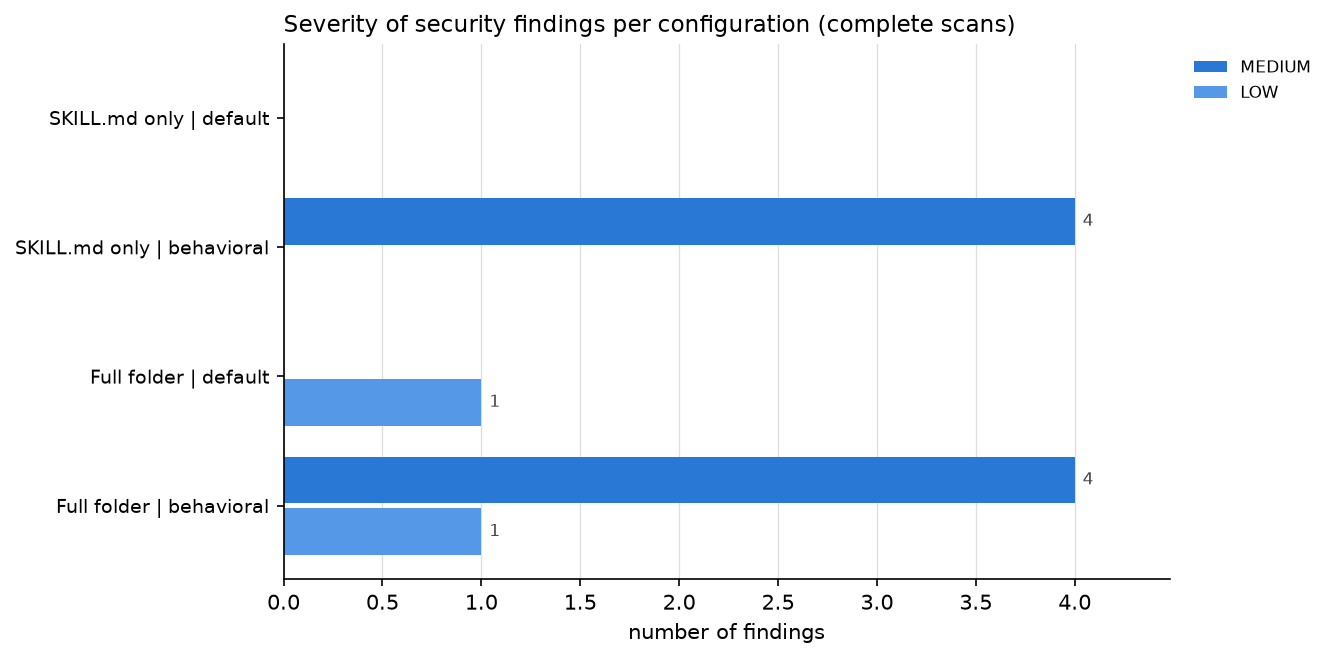 Severity of security findings per configuration (complete scans)
MEDIUM
LOW
SKILL.md only | default
SKILL.md only | behavioral
4
Full folder | default
1
Full folder | behavioral
4
1
0.0 0.5 1.0 1.5 2.0 2.5 3.0 3.5 4.0
number of findings